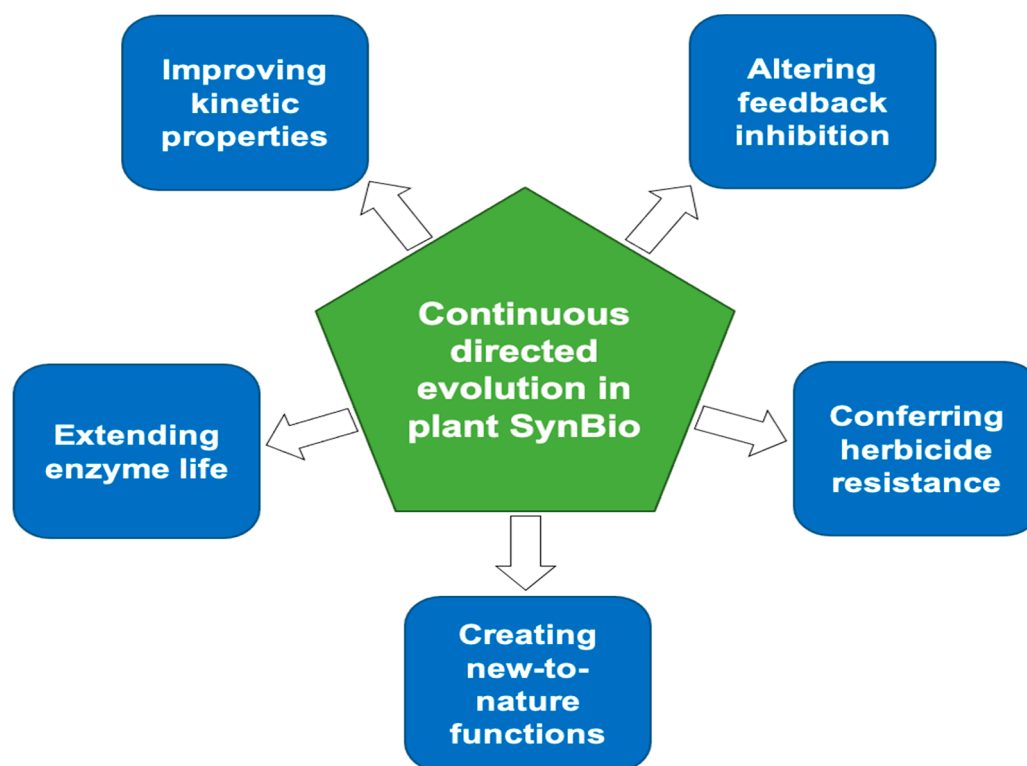 Improving
kinetic
properties
Altering
feedback
inhibition
Continuous
directed
evolution in
plant SynBio
Extending
enzyme life
Conferring
herbicide
resistance
Creating
new-to-
nature
functions